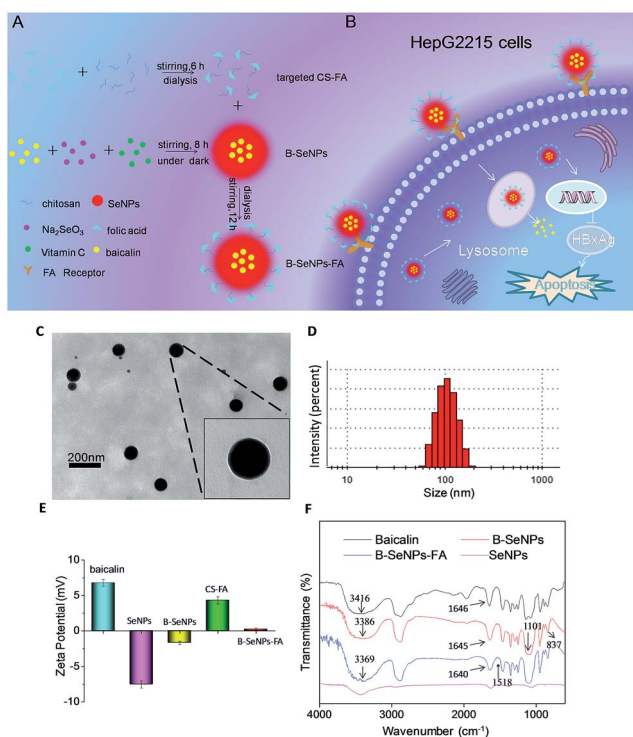 A
stirring,6 h
dialysis
targeted CS-FA
+
+
stirring, 8 h
under dark
+
+
B-SeNPs
dialysis
stirring,12 h
B-SeNPs-FA
chitosan
SeNPs
Na₂SeO₃
folic acid
Vitamin C
baicalin
FA Receptor
B
HepG2215 cells
Lysosome
HBxAg
Apoptosis
C
200nm
D
Intensity (percent)
10
100
1000
Size (nm)
E
Zeta Potential (mV)
10
5
0
-5
-10
baicalin
SeNPs
B-SeNPs
CS-FA
B-SeNPs-FA
F
Transmittance (%)
Baicalin
B-SeNPs
B-SeNPs-FA
SeNPs
3416
1646
3386
1645
1101
837
3369
1640
1518
4000
3000
2000
1000
Wavenumber (cm⁻¹)